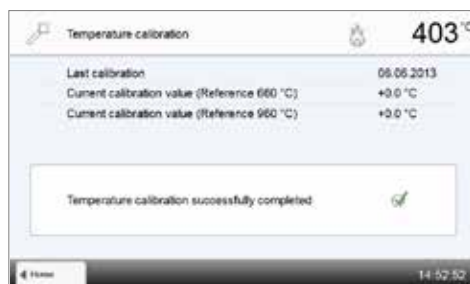 Temperature calibration 403 °C
Last calibration 06.06.2013
Current calibration value (Reference 660 °C) +0.0 °C
Current calibration value (Reference 960 °C) +0.0 °C
Temperature calibration successfully completed
Home 14:52:52